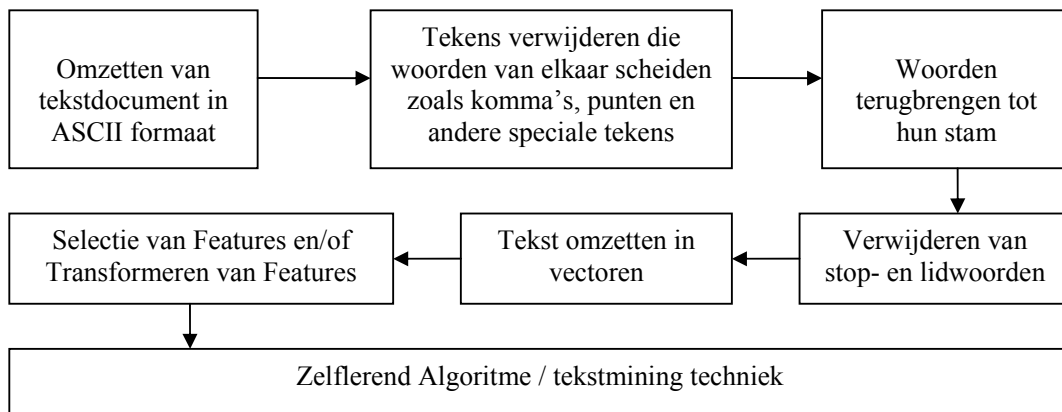 Omzetten van
tekstdocument in
ASCII formaat
Tekens verwijderen die
woorden van elkaar scheiden
zoals komma’s, punten en
andere speciale tekens
Woorden
terugbrengen tot
hun stam
Verwijderen van
stop- en lidwoorden
Tekst omzetten in
vectoren
Selectie van Features en/of
Transformeren van Features
Zelflerend Algoritme / tekstmining techniek